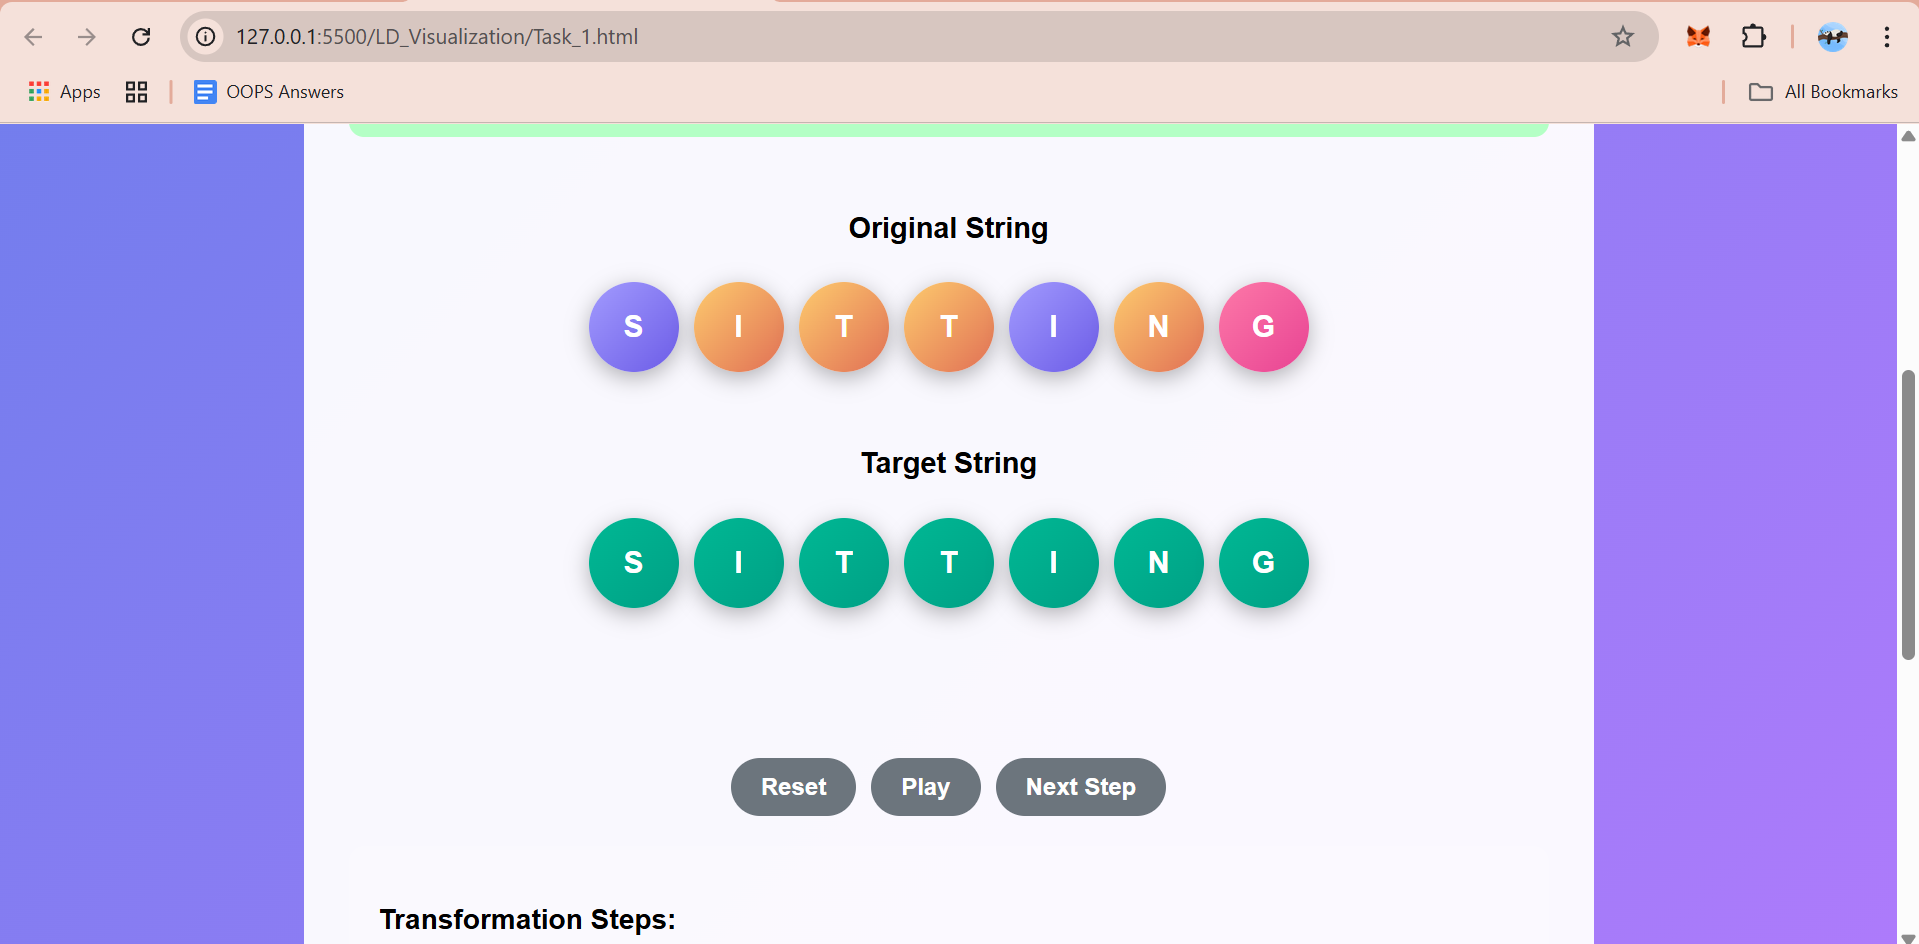 127.0.0.1:5500/LD_Visualization/Task_1.html
Apps OOPS Answers All Bookmarks
Original String
S I T T I N G
Target String
S I T T I N G
Reset Play Next Step
Transformation Steps: